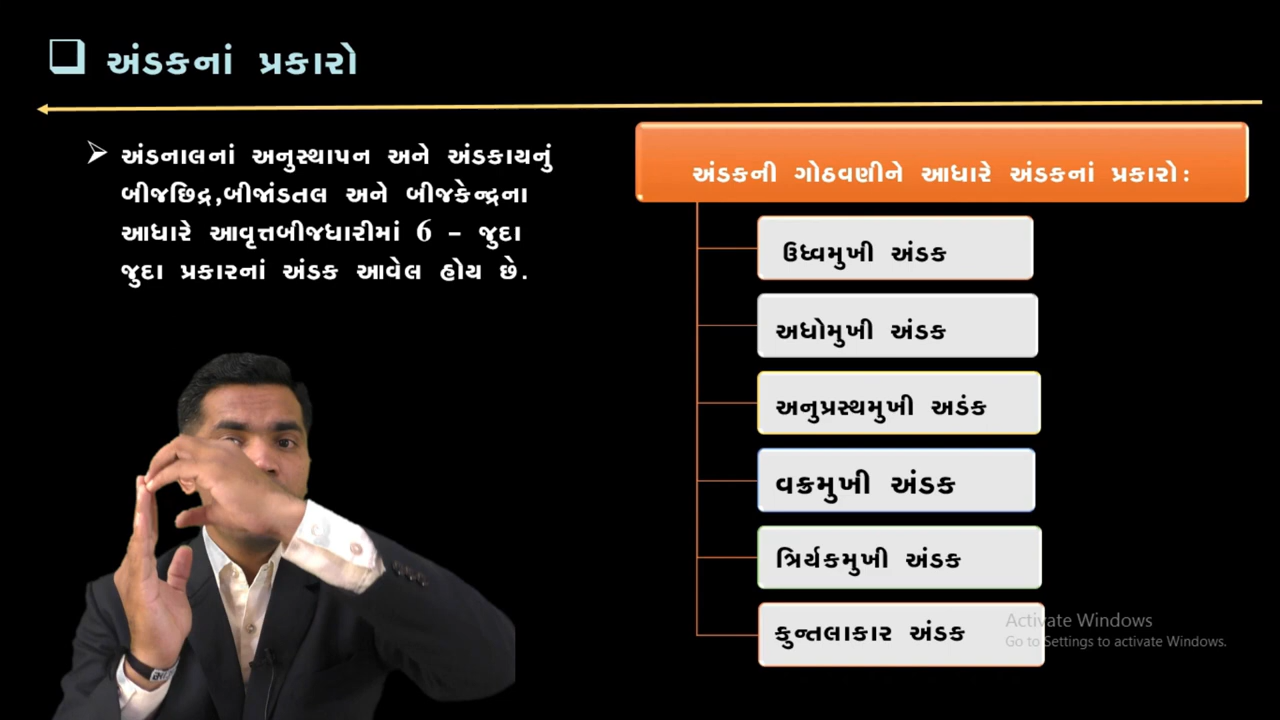 અંડકનાં પ્રકારો
અંડનાલનાં અનુસ્થાપન અને અંડકાયનું
બીજછિદ્ર,બીજાંડતલ અને બીજકેન્દ્રના
આધારે આવૃત્તબીજધારીમાં 6 – જુદા
જુદા પ્રકારનાં અંડક આવેલ હોય છે.
અંડકની ગોઠવણીને આધારે અંડકનાં પ્રકારો:
ઉધ્વમુખી અંડક
અધોમુખી અંડક
અનુપ્રસ્થમુખી અડંક
વક્રમુખી અંડક
ત્રિર્યકમુખી અંડક
કુન્તલાકાર અંડક
Activate Windows
Go to Settings to activate Windows.